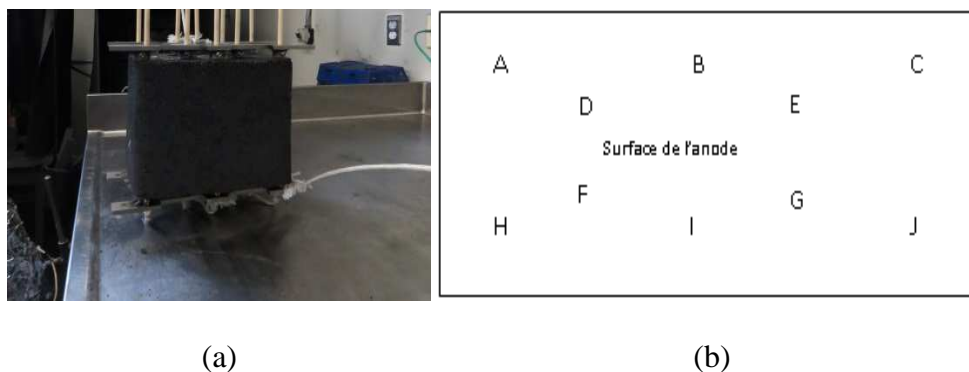 A B C
D E
Surface de l'anode
F G
H I J
(a) (b)